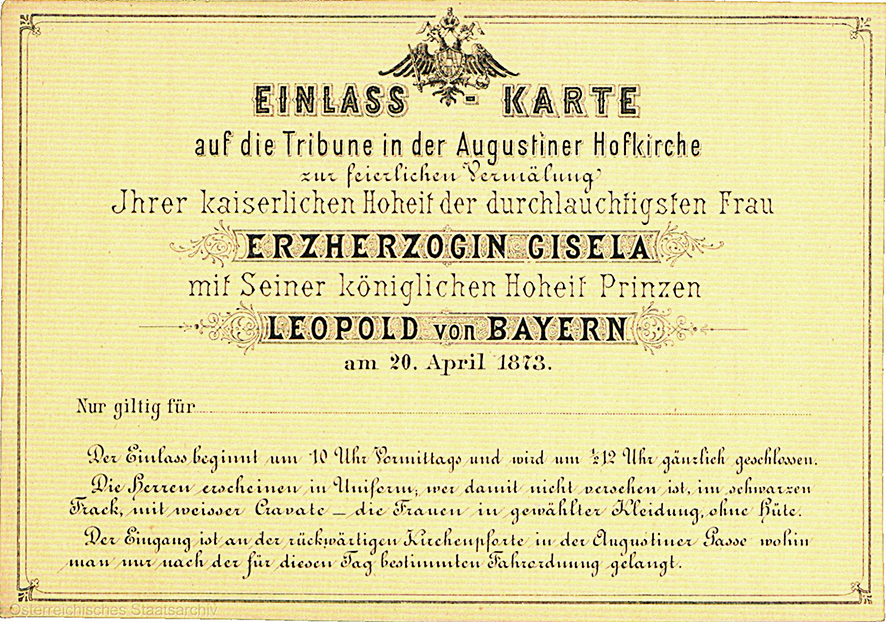 EINLASS - KARTE
auf die Tribune in der Augustiner Hofkirche
zur feierlichen Vermälung
Ihrer kaiserlichen Hoheit der durchlauchtigsten Frau
ERZHERZOGIN GISELA
mit Seiner königlichen Hoheit Prinzen
LEOPOLD von BAYERN
am 20. April 1873.
Nur giltig für
Der Einlass beginnt um 10 Uhr Vormittags und wird um ½12 Uhr gänzlich geschlossen.
Die Herren erscheinen in Uniform, wer damit nicht versehen ist, im schwarzen
Frack, mit weisser Cravate – die Frauen in gewählter Kleidung, ohne Hüte.
Der Eingang ist an der rückwärtigen Kirchenpforte in der Augustiner Gasse wohin
man nur nach der für diesen Tag bestimmten Fahrordnung gelangt.
Österreichisches Staatsarchiv